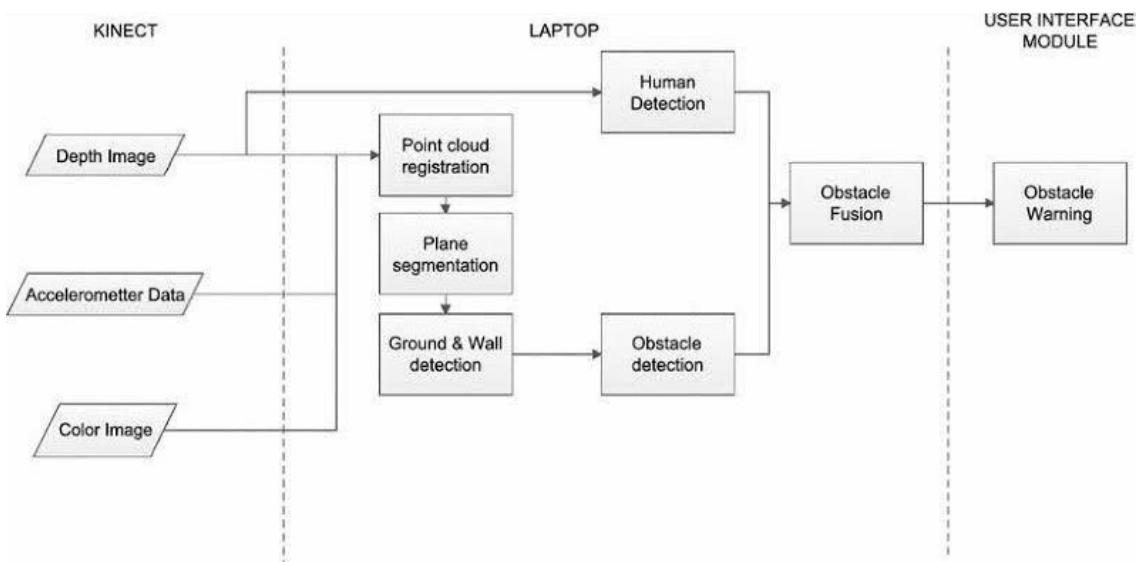 KINECT
LAPTOP
USER INTERFACE
MODULE
Human
Detection
Depth Image
Point cloud
registration
Obstacle
Fusion
Obstacle
Warning
Plane
segmentation
Accelerometter Data
Ground & Wall
detection
Obstacle
detection
Color Image